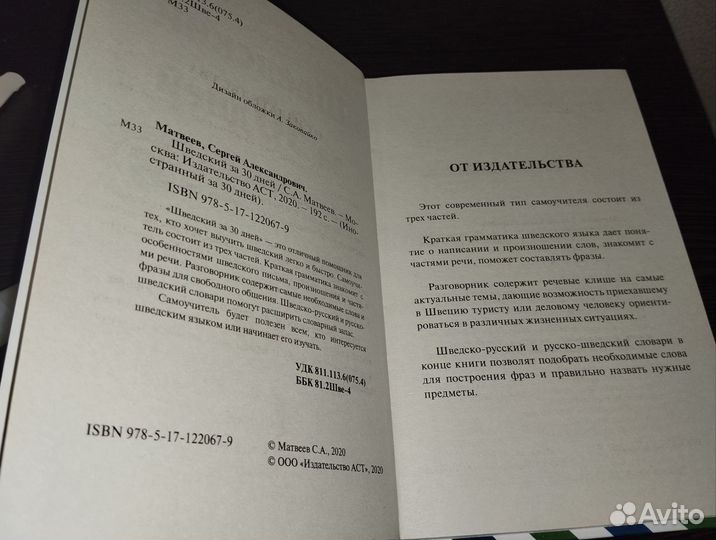 13.6(075.4)
.2Шве-4
М33
Дизайн обложки А. Закопайко
Матвеев, Сергей Александрович.
М33 Шведский за 30 дней / С.А. Матвеев. — Мо-
сква: Издательство АСТ, 2020. — 192 с. — (Ино-
странный за 30 дней).
ISBN 978-5-17-122067-9
«Шведский за 30 дней» — это отличный помощник для
тех, кто хочет выучить шведский легко и быстро. Самоучи-
тель состоит из трех частей. Краткая грамматика знакомит с
особенностями шведского письма, произношения и частя-
ми речи. Разговорник содержит самые необходимые слова и
фразы для свободного общения. Шведско-русский и русско-
шведский словари помогут расширить словарный запас.
Самоучитель будет полезен всем, кто интересуется
шведским языком или начинает его изучать.
УДК 811.113.6(075.4)
ББК 81.2Шве-4
ISBN 978-5-17-122067-9
© Матвеев С.А., 2020
© ООО «Издательство АСТ», 2020
ОТ ИЗДАТЕЛЬСТВА
Этот современный тип самоучителя состоит из
трех частей.
Краткая грамматика шведского языка дает поня-
тие о написании и произношении слов, знакомит с
частями речи, поможет составлять фразы.
Разговорник содержит речевые клише на самые
актуальные темы, дающие возможность приехавшему
в Швецию туристу или деловому человеку ориенти-
роваться в различных жизненных ситуациях.
Шведско-русский и русско-шведский словари в
конце книги позволят подобрать необходимые слова
для построения фраз и правильно назвать нужные
предметы.
Avito